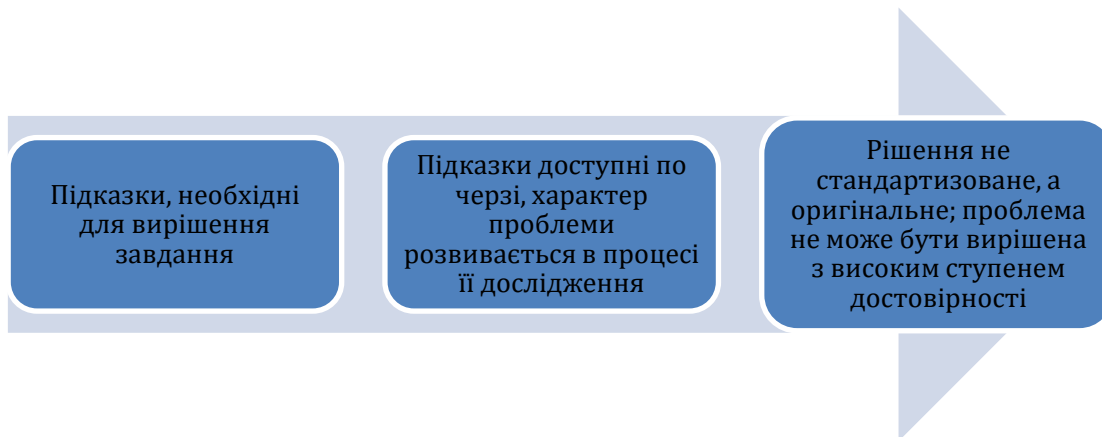 Підказки, необхідні
для вирішення
завдання
Підказки доступні по
черзі, характер
проблеми
розвивається в процесі
її дослідження
Рішення не
стандартизоване, а
оригінальне; проблема
не може бути вирішена
з високим ступенем
достовірності